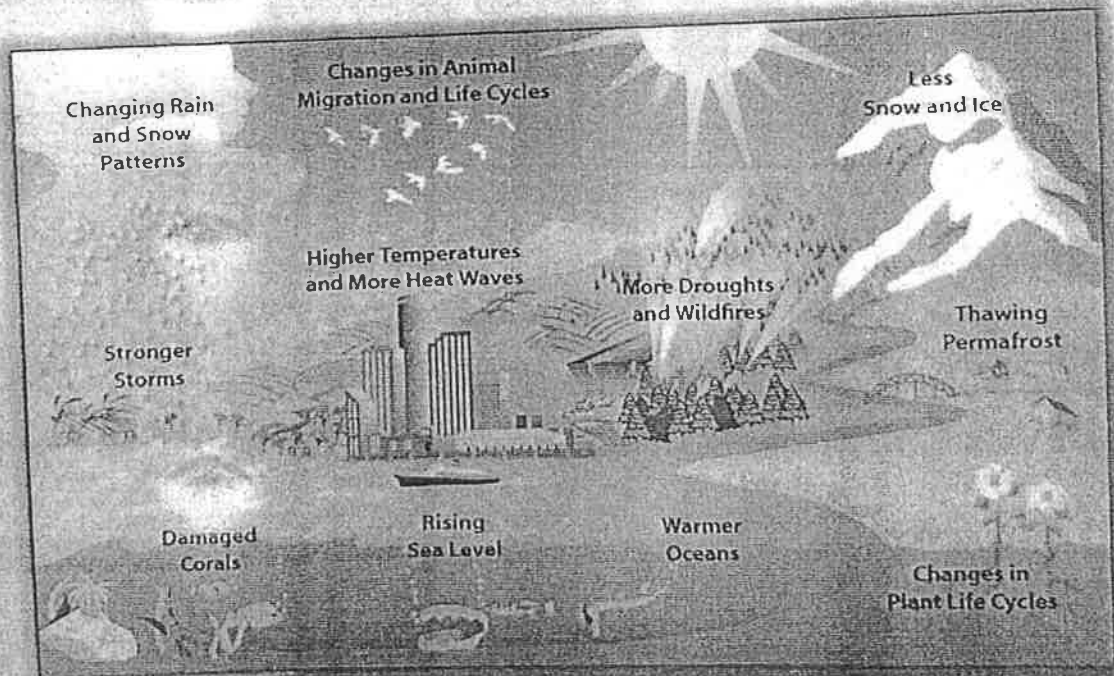 Changing Rain
and Snow
Patterns
Changes in Animal
Migration and Life Cycles
Less
Snow and Ice
Higher Temperatures
and More Heat Waves
More Droughts
and Wildfires
Thawing
Permafrost
Stronger
Storms
Damaged
Corals
Rising
Sea Level
Warmer
Oceans
Changes in
Plant Life Cycles